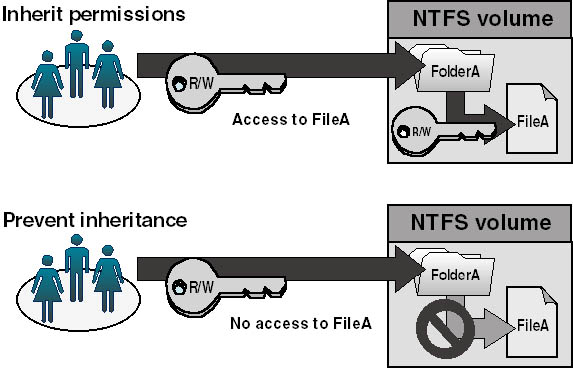 Inherit permissions
NTFS volume
R/W
FolderA
Access to FileA
R/W
FileA
Prevent inheritance
NTFS volume
R/W
FolderA
No access to FileA
FileA